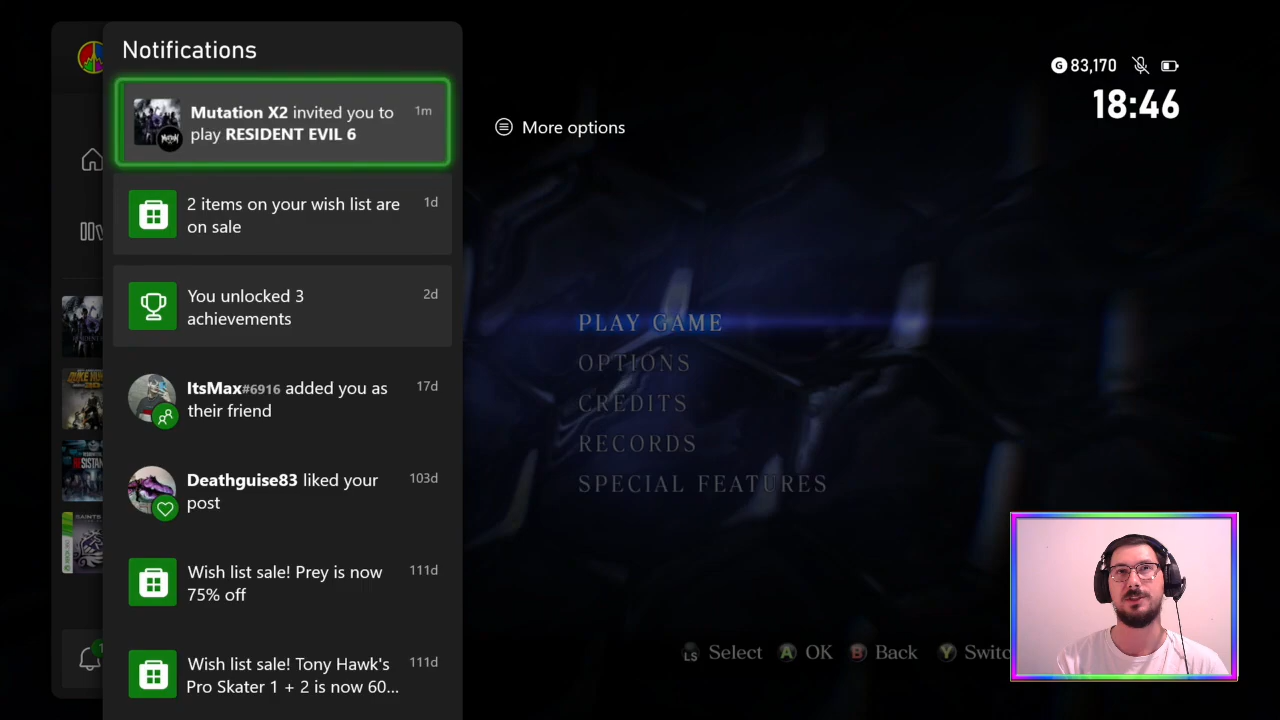 Notifications
Mutation X2 invited you to
play RESIDENT EVIL 6
1m
2 items on your wish list are
on sale
1d
You unlocked 3
achievements
2d
ItsMax#6916 added you as
their friend
17d
Deathguise83 liked your
post
103d
Wish list sale! Prey is now
75% off
111d
Wish list sale! Tony Hawk's
Pro Skater 1 + 2 is now 60...
111d
More options
G 83,170
18:46
PLAY GAME
OPTIONS
CREDITS
RECORDS
SPECIAL FEATURES
LS Select A OK B Back Y Switc